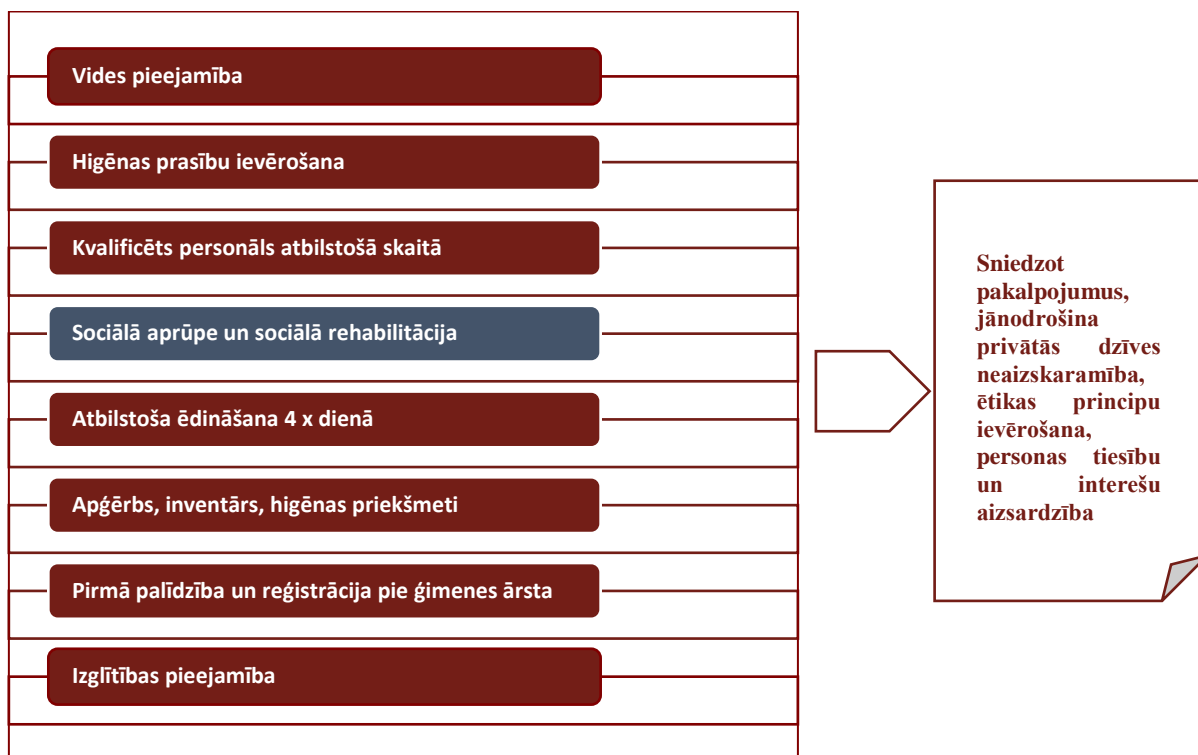 Vides pieejamība
Higēnas prasību ievērošana
Kvalificēts personāls atbilstošā skaitā
Sociālā aprūpe un sociālā rehabilitācija
Atbilstoša ēdināšana 4 x dienā
Apģērbs, inventārs, higēnas priekšmeti
Pirmā palīdzība un reģistrācija pie ģimenes ārsta
Izglītības pieejamība
Sniedzot
pakalpojumus,
jānodrošina
privātās dzīves
neaizskaramība,
ētikas principu
ievērošana,
personas tiesību
un interešu
aizsardzība